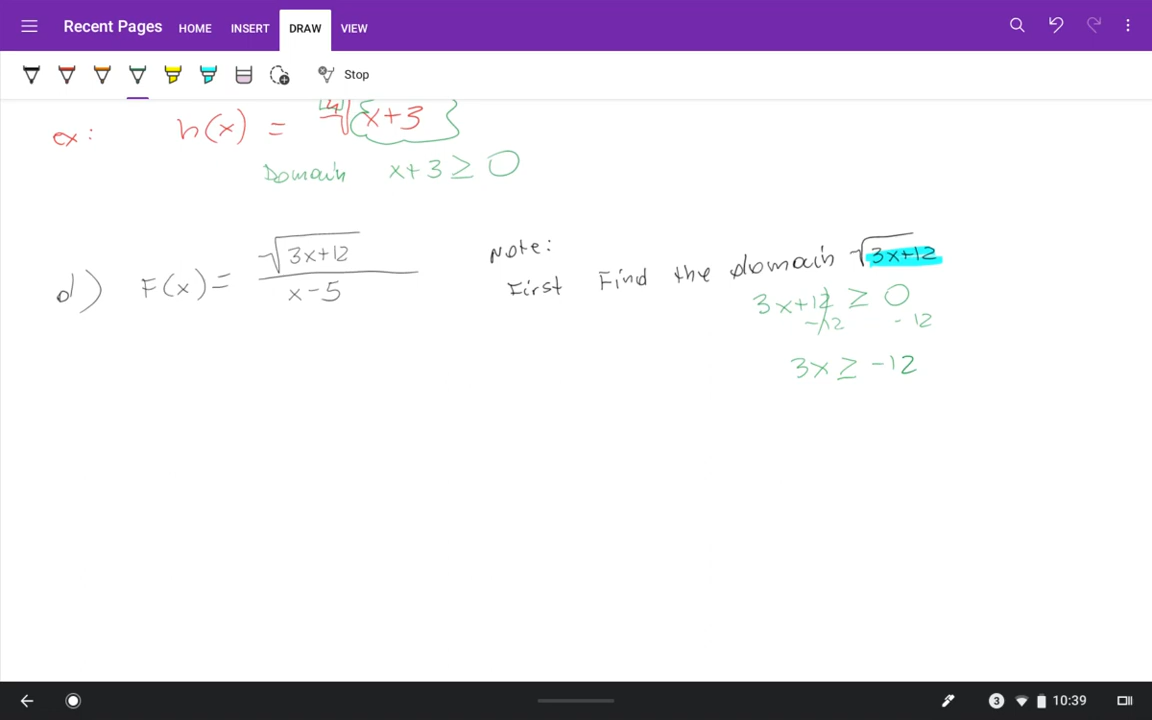 Recent Pages HOME INSERT DRAW VIEW
Stop
ex: h(x) = ∜(x+3)
Domain x+3 ≥ 0
d) F(x) = √(3x+12) / (x-5)
Note:
First Find the domain √(3x+12)
3x+12 ≥ 0
-12 -12
3x ≥ -12
3 10:39